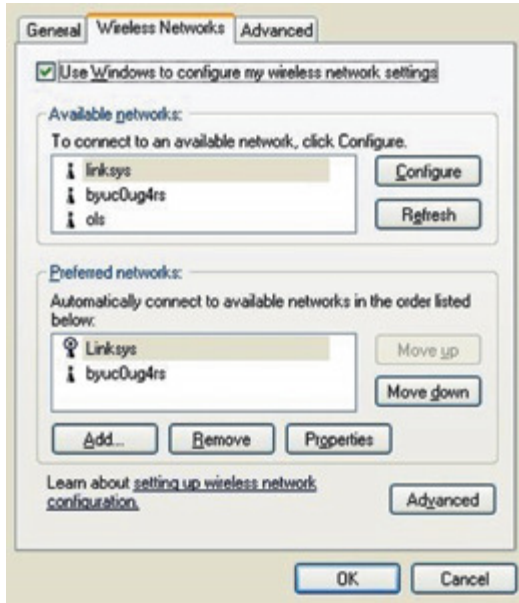 General Wireless Networks Advanced
Use Windows to configure my wireless network settings
Available networks:
To connect to an available network, click Configure.
linksys
Configure
byuc0ug4rs
Refresh
ols
Preferred networks:
Automatically connect to available networks in the order listed
below:
Linksys
Move up
byuc0ug4rs
Move down
Add... Remove Properties
Learn about setting up wireless network
configuration.
Advanced
OK Cancel